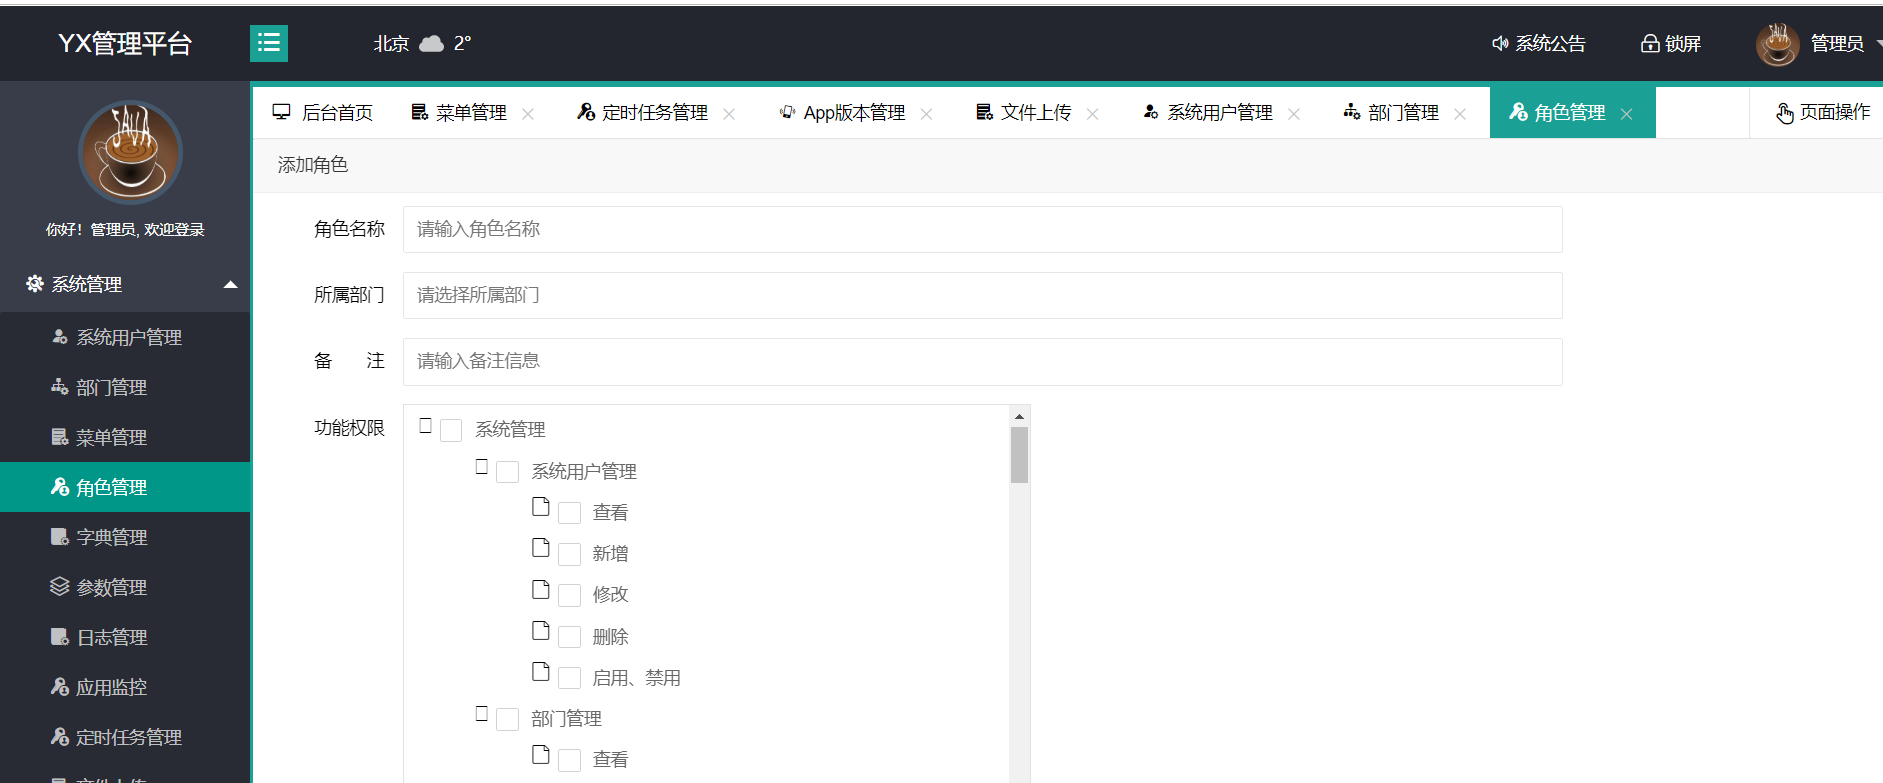 YX管理平台
北京 2°
系统公告
锁屏
管理员
JAVA
你好！管理员, 欢迎登录
系统管理
系统用户管理
部门管理
菜单管理
角色管理
字典管理
参数管理
日志管理
应用监控
定时任务管理
文件上传
后台首页
菜单管理
定时任务管理
App版本管理
文件上传
系统用户管理
部门管理
角色管理
页面操作
添加角色
角色名称 请输入角色名称
所属部门 请选择所属部门
备 注 请输入备注信息
功能权限
系统管理
系统用户管理
查看
新增
修改
删除
启用、禁用
部门管理
查看